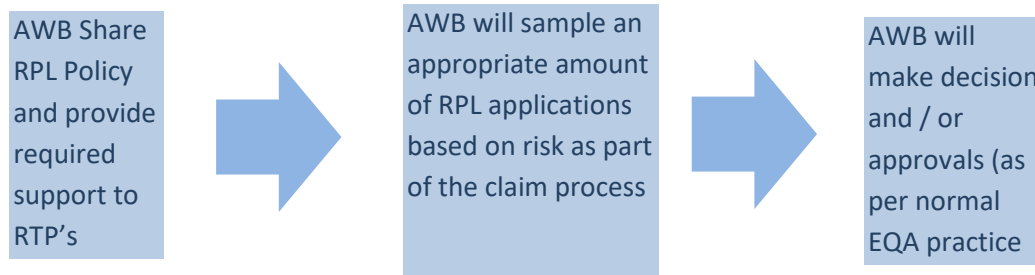 AWB Share
RPL Policy
and provide
required
support to
RTP’s
AWB will sample an
appropriate amount
of RPL applications
based on risk as part
of the claim process
AWB will
make decision
and / or
approvals (as
per normal
EQA practice